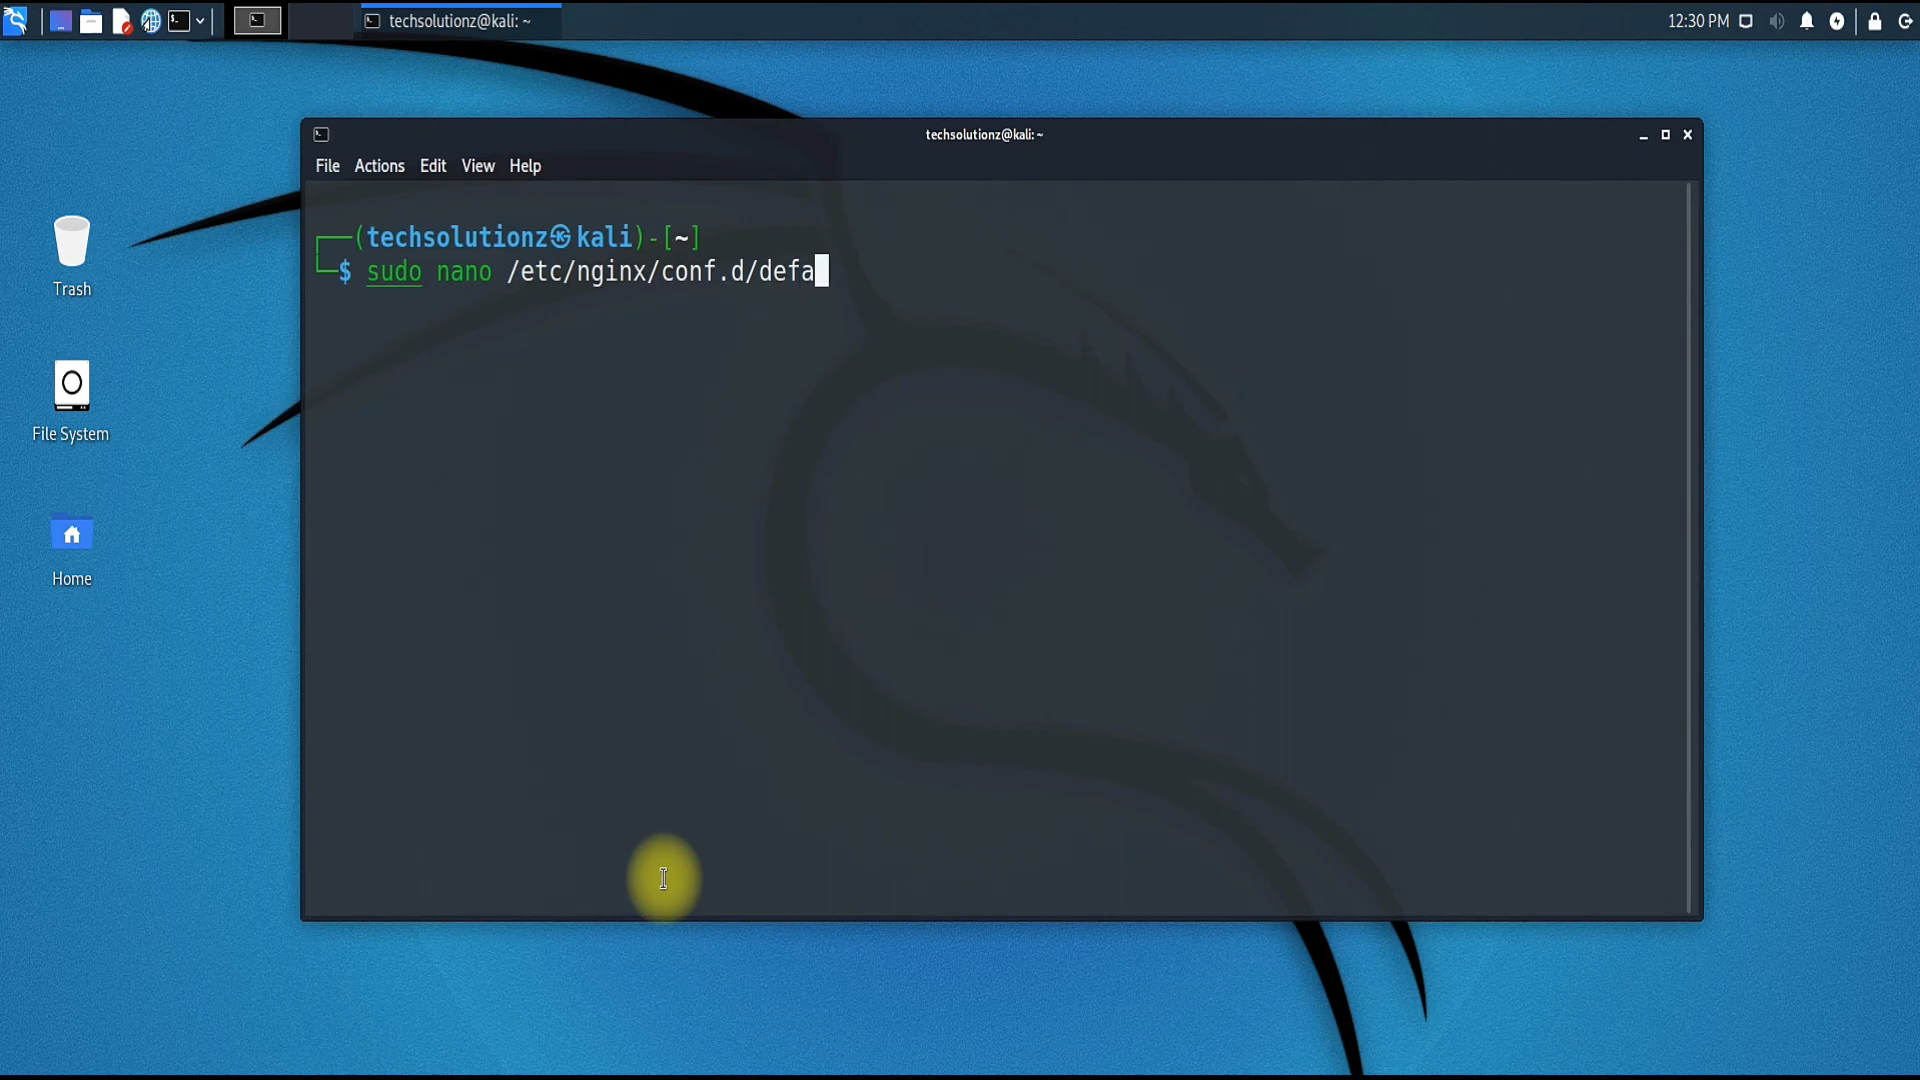 techsolutionz@kali: ~
12:30 PM
techsolutionz@kali: ~
File Actions Edit View Help
┌──(techsolutionz㉿kali)-[~]
└─$ sudo nano /etc/nginx/conf.d/defa
Trash
File System
Home